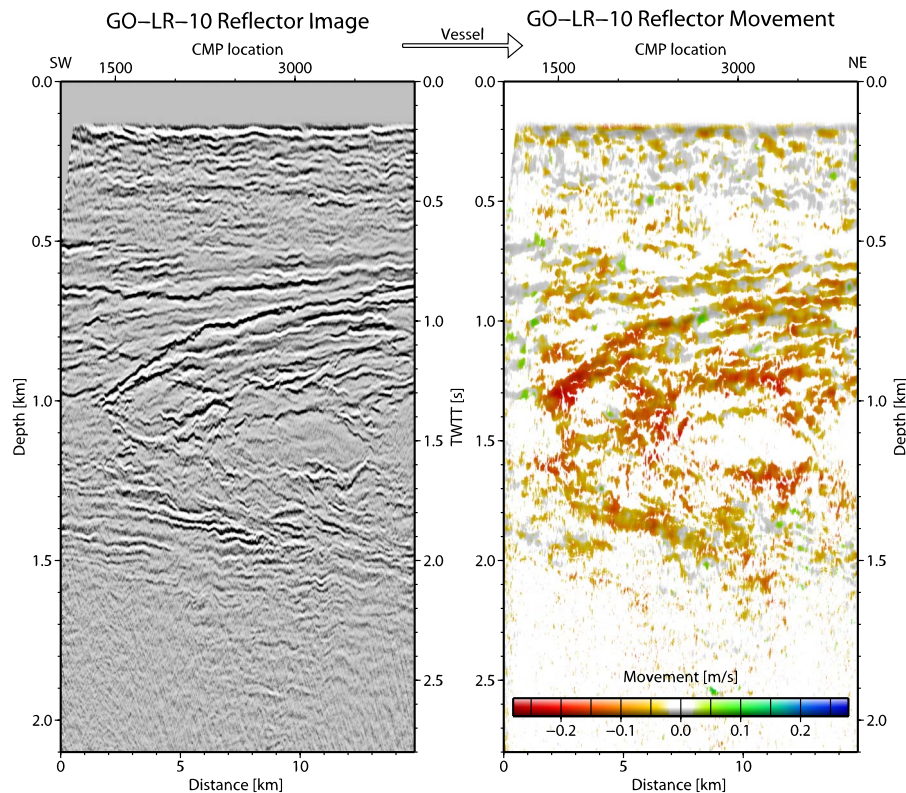 GO−LR−10 Reflector Image
GO−LR−10 Reflector Movement
Vessel
CMP location
CMP location
SW
1500
3000
1500
3000
NE
0.0
0.5
1.0
1.5
2.0
Depth [km]
0.0
0.5
1.0
1.5
2.0
2.5
TWTT [s]
0.0
0.5
1.0
1.5
2.0
2.5
0.0
0.5
1.0
1.5
2.0
Depth [km]
Movement [m/s]
−0.2 −0.1 0.0 0.1 0.2
0 5 10
Distance [km]
0 5 10
Distance [km]